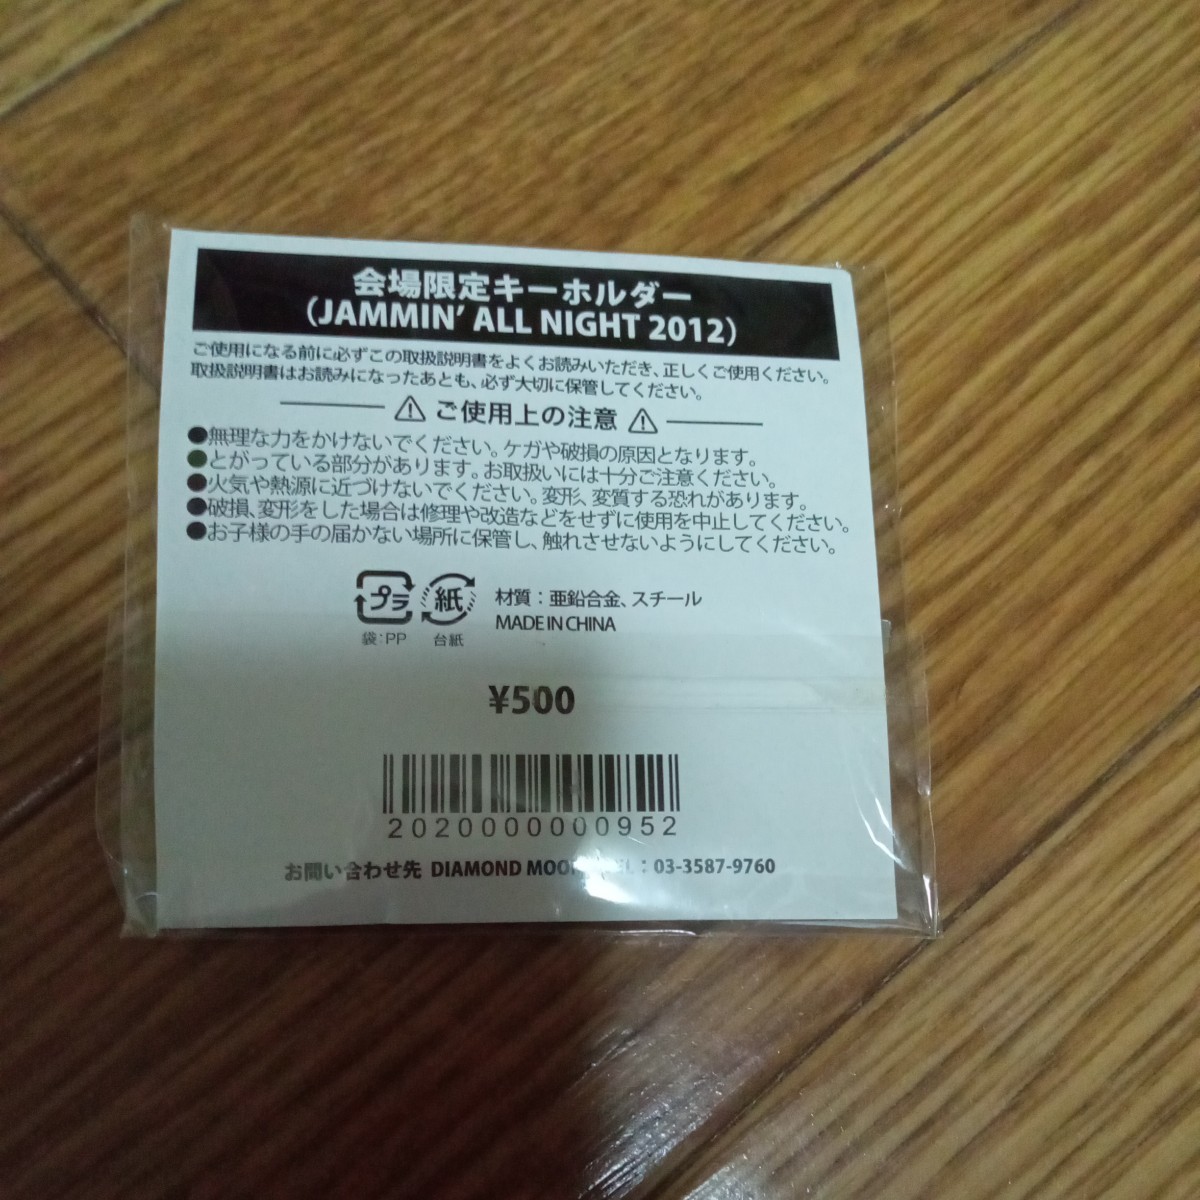 会場限定キーホルダー
(JAMMIN' ALL NIGHT 2012)
ご使用になる前に必ずこの取扱説明書をよくお読みいただき、正しくご使用ください。
取扱説明書はお読みになったあとも、必ず大切に保管してください。
⚠ ご使用上の注意 ⚠
●無理な力をかけないでください。ケガや破損の原因となります。
●とがっている部分があります。お取扱いには十分ご注意ください。
●火気や熱源に近づけないでください。変形、変質する恐れがあります。
●破損、変形をした場合は修理や改造などをせずに使用を中止してください。
●お子様の手の届かない場所に保管し、触れさせないようにしてください。
プラ 紙 材質：亜鉛合金、スチール
袋：PP 台紙 MADE IN CHINA
¥500
2020000000952
お問い合わせ先 DIAMOND : 03-3587-9760